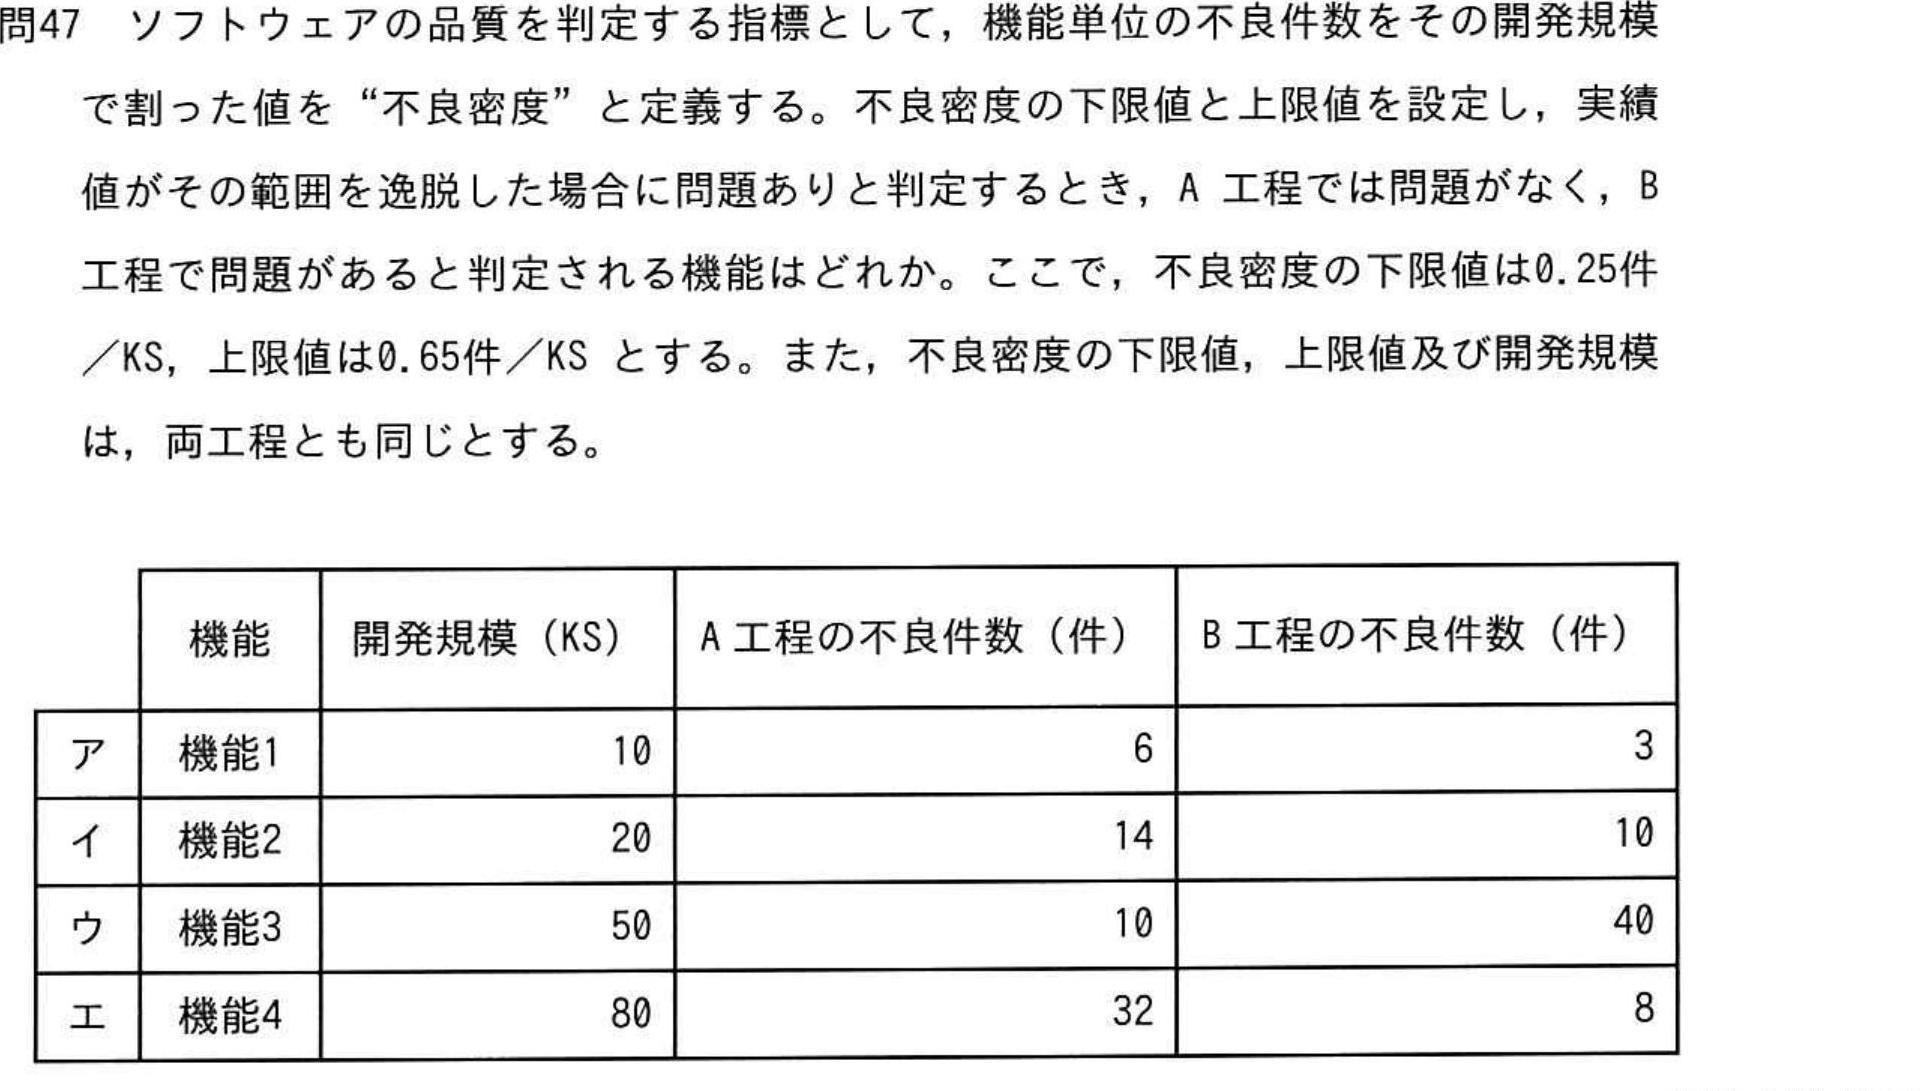 問47 ソフトウェアの品質を判定する指標として，機能単位の不良件数をその開発規模
で割った値を“不良密度”と定義する。不良密度の下限値と上限値を設定し，実績
値がその範囲を逸脱した場合に問題ありと判定するとき，A 工程では問題がなく，B
工程で問題があると判定される機能はどれか。ここで，不良密度の下限値は0.25件
／KS，上限値は0.65件／KS とする。また，不良密度の下限値，上限値及び開発規模
は，両工程とも同じとする。
機能 開発規模（KS） A 工程の不良件数（件） B 工程の不良件数（件）
ア 機能1 10 6 3
イ 機能2 20 14 10
ウ 機能3 50 10 40
エ 機能4 80 32 8